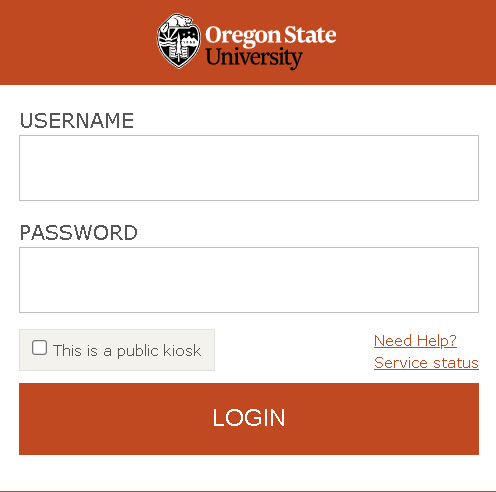 Oregon State
University
USERNAME
PASSWORD
This is a public kiosk
Need Help?
Service status
LOGIN